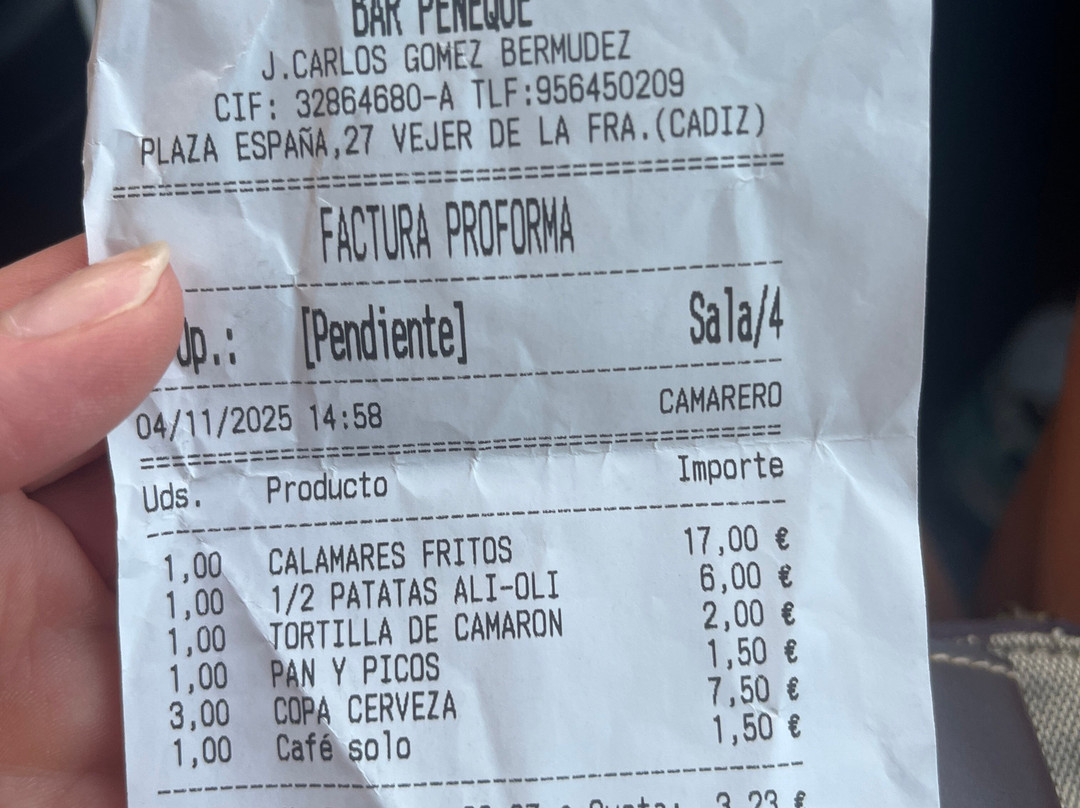 BAR PENEQUE
J.CARLOS GOMEZ BERMUDEZ
CIF: 32864680-A TLF:956450209
PLAZA ESPAÑA,27 VEJER DE LA FRA.(CADIZ)
FACTURA PROFORMA
Op.: [Pendiente] Sala/4
04/11/2025 14:58 CAMARERO
Uds. Producto Importe
1,00 CALAMARES FRITOS 17,00 €
1,00 1/2 PATATAS ALI-OLI 6,00 €
1,00 TORTILLA DE CAMARON 2,00 €
1,00 PAN Y PICOS 1,50 €
3,00 COPA CERVEZA 7,50 €
1,00 Café solo 1,50 €
3,23 €